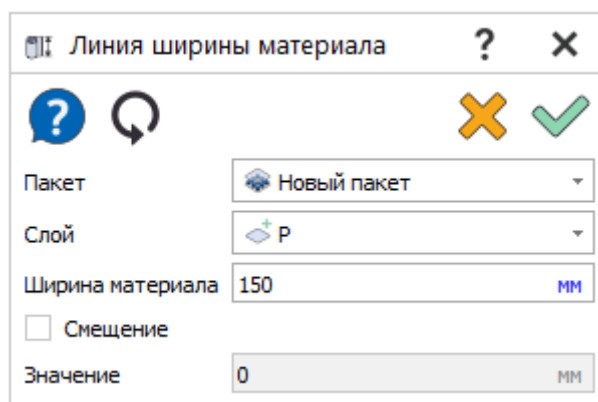 Линия ширины материала ? ×
?
Пакет Новый пакет
Слой P
Ширина материала 150 мм
Смещение
Значение 0 мм